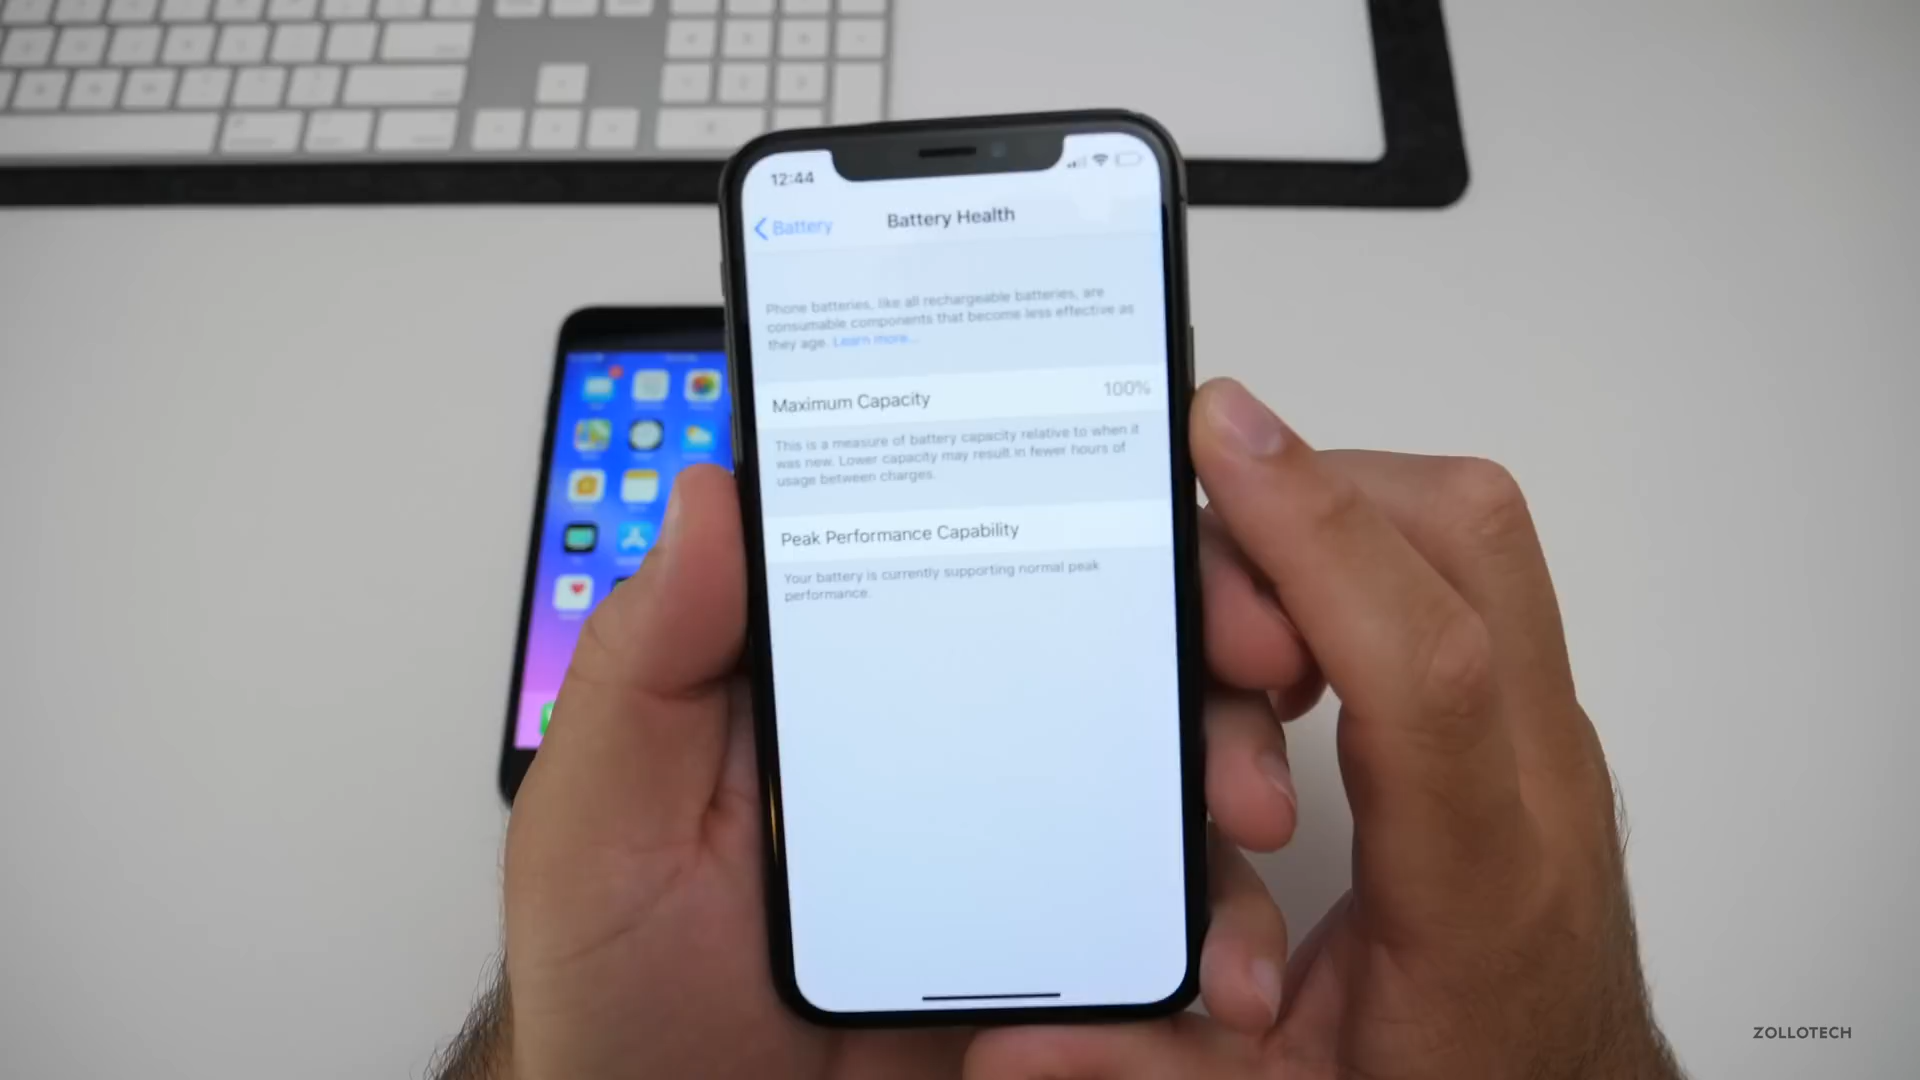 12:44
Battery
Battery Health
Phone batteries, like all rechargeable batteries, are
consumable components that become less effective as
they age. Learn more...
Maximum Capacity 100%
This is a measure of battery capacity relative to when it
was new. Lower capacity may result in fewer hours of
usage between charges.
Peak Performance Capability
Your battery is currently supporting normal peak
performance.
ZOLLOTECH